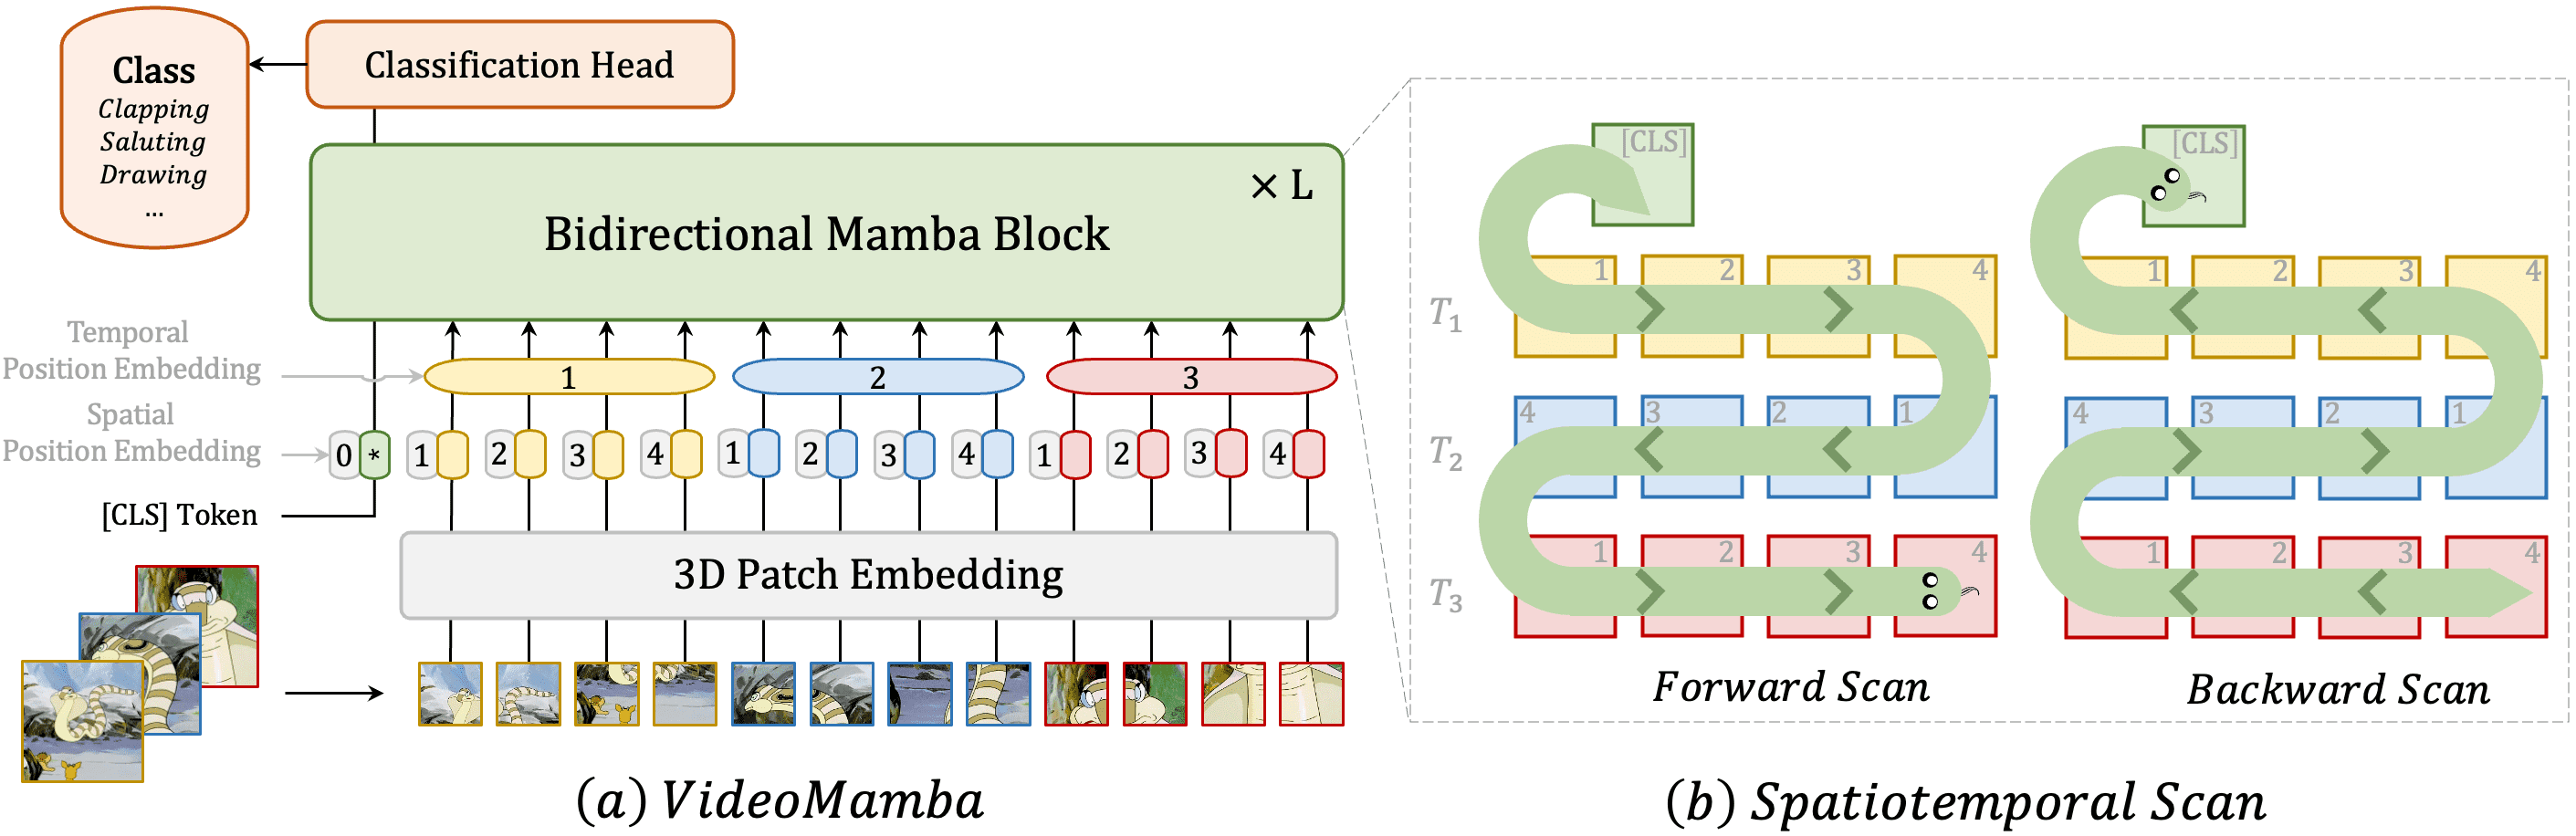 Class
Clapping
Saluting
Drawing
...
Classification Head
× L
Bidirectional Mamba Block
Temporal
Position Embedding
1
2
3
Spatial
Position Embedding
0 * 1 2 3 4 1 2 3 4 1 2 3 4
[CLS] Token
3D Patch Embedding
(a) VideoMamba
[CLS]
T1
1 2 3 4
T2
4 3 2 1
T3
1 2 3 4
Forward Scan
[CLS]
1 2 3 4
4 3 2 1
1 2 3 4
Backward Scan
(b) Spatiotemporal Scan